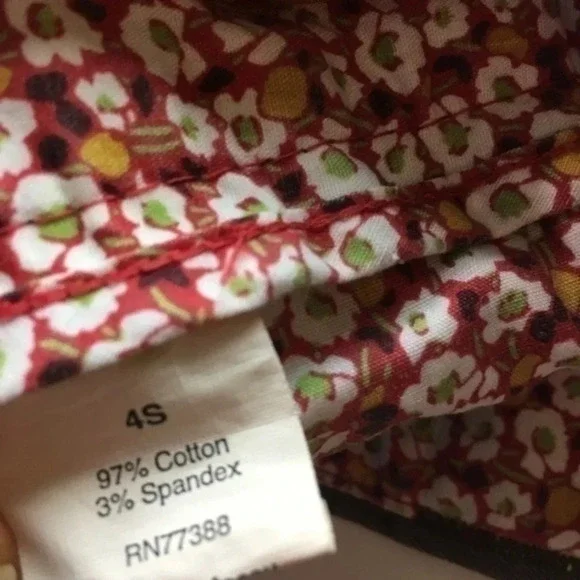 4S
97% Cotton
3% Spandex
RN77388